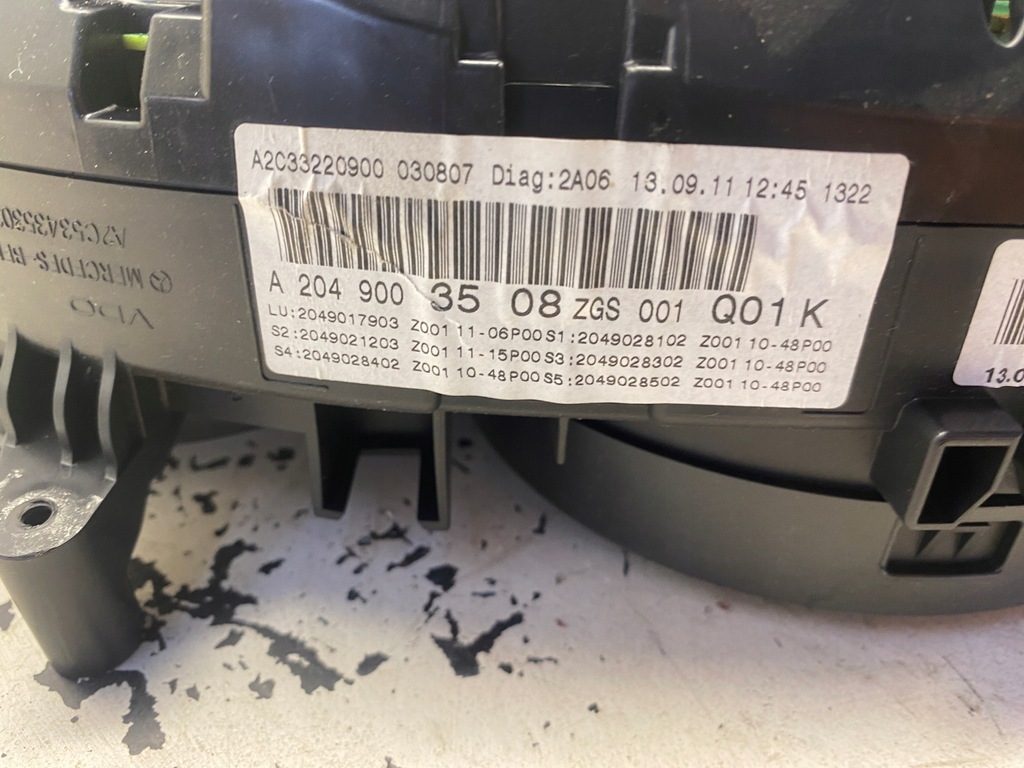 A2C33220900 030807 Diag:2A06 13.09.11 12:45 1322
A 204 900 35 08 ZGS 001 Q01 K
LU:2049017903 Z001 11-06P00 S1:2049028102 Z001 10-48P00
S2:2049021203 Z001 11-15P00 S3:2049028302 Z001 10-48P00
S4:2049028402 Z001 10-48P00 S5:2049028502 Z001 10-48P00
VDO